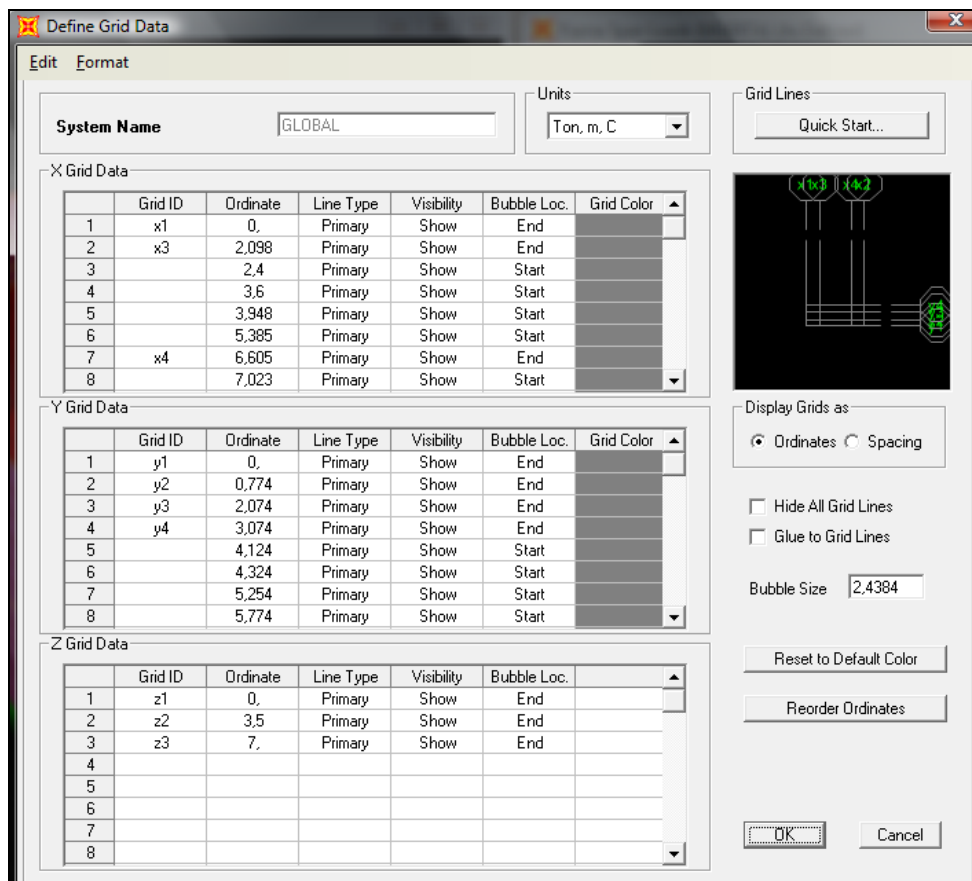 Define Grid Data
Edit Format
System Name GLOBAL
Units
Ton, m, C
Grid Lines
Quick Start...
X Grid Data
Grid ID Ordinate Line Type Visibility Bubble Loc. Grid Color
1 x1 0, Primary Show End
2 x3 2,098 Primary Show End
3 2,4 Primary Show Start
4 3,6 Primary Show Start
5 3,948 Primary Show Start
6 5,385 Primary Show Start
7 x4 6,605 Primary Show End
8 7,023 Primary Show Start
x1x3 x4x2
Y Grid Data
Grid ID Ordinate Line Type Visibility Bubble Loc. Grid Color
1 y1 0, Primary Show End
2 y2 0,774 Primary Show End
3 y3 2,074 Primary Show End
4 y4 3,074 Primary Show End
5 4,124 Primary Show Start
6 4,324 Primary Show Start
7 5,254 Primary Show Start
8 5,774 Primary Show Start
Display Grids as
Ordinates Spacing
Hide All Grid Lines
Glue to Grid Lines
Bubble Size 2,4384
Z Grid Data
Grid ID Ordinate Line Type Visibility Bubble Loc.
1 z1 0, Primary Show End
2 z2 3,5 Primary Show End
3 z3 7, Primary Show End
4
5
6
7
8
Reset to Default Color
Reorder Ordinates
OK Cancel